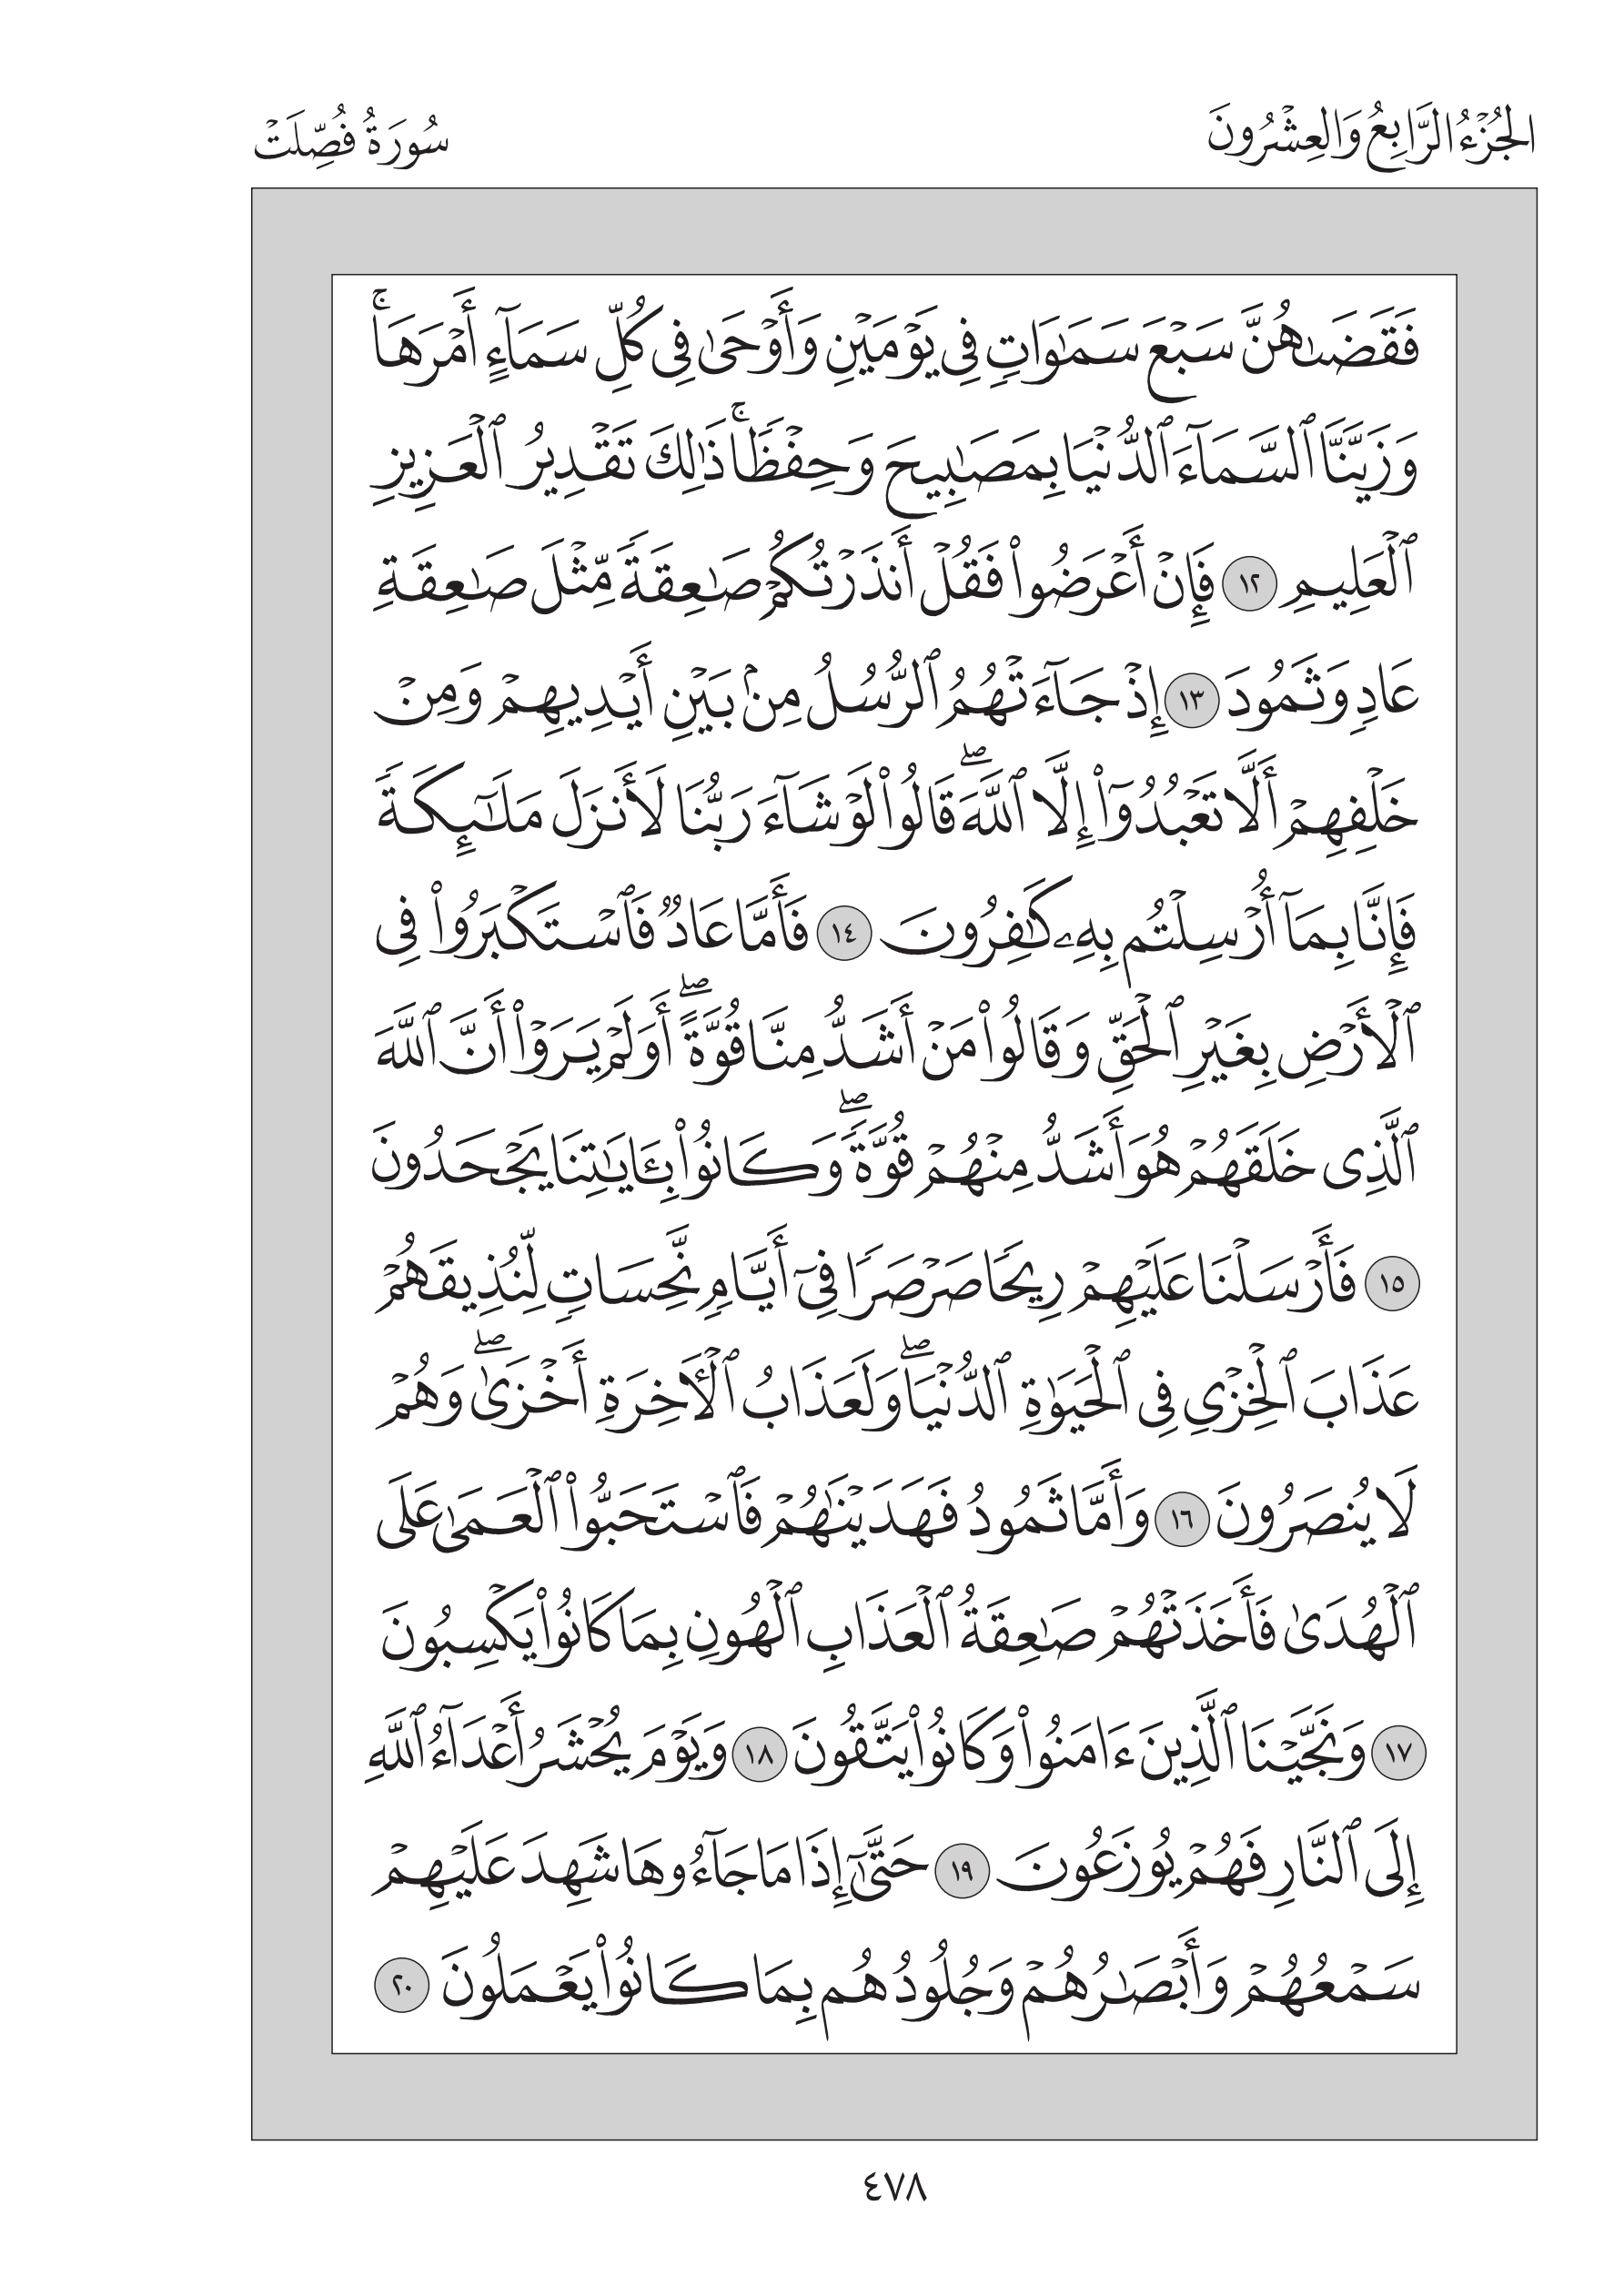 الجُزْءُ الرَّابِعُ وَالعِشْرُونَ
سُورَةُ فُصِّلَتْ
فَقَضَىٰهُنَّ سَبْعَ سَمَٰوَاتٍ فِى يَوْمَيْنِ وَأَوْحَىٰ فِى كُلِّ سَمَآءٍ أَمْرَهَاۚ
وَزَيَّنَّا ٱلسَّمَآءَ ٱلدُّنْيَا بِمَصَٰبِيحَ وَحِفْظًاۚ ذَٰلِكَ تَقْدِيرُ ٱلْعَزِيزِ
ٱلْعَلِيمِ ١٢ فَإِنْ أَعْرَضُوا۟ فَقُلْ أَنذَرْتُكُمْ صَٰعِقَةً مِّثْلَ صَٰعِقَةِ
عَادٍ وَثَمُودَ ١٣ إِذْ جَآءَتْهُمُ ٱلرُّسُلُ مِنۢ بَيْنِ أَيْدِيهِمْ وَمِنْ
خَلْفِهِمْ أَلَّا تَعْبُدُوٓا۟ إِلَّا ٱللَّهَۖ قَالُوا۟ لَوْ شَآءَ رَبُّنَا لَأَنزَلَ مَلَٰٓئِكَةً
فَإِنَّا بِمَآ أُرْسِلْتُم بِهِۦ كَٰفِرُونَ ١٤ فَأَمَّا عَادٌ فَٱسْتَكْبَرُوا۟ فِى
ٱلْأَرْضِ بِغَيْرِ ٱلْحَقِّ وَقَالُوا۟ مَنْ أَشَدُّ مِنَّا قُوَّةًۖ أَوَلَمْ يَرَوْا۟ أَنَّ ٱللَّهَ
ٱلَّذِى خَلَقَهُمْ هُوَ أَشَدُّ مِنْهُمْ قُوَّةًۖ وَكَانُوا۟ بِـَٔايَٰتِنَا يَجْحَدُونَ
١٥ فَأَرْسَلْنَا عَلَيْهِمْ رِيحًا صَرْصَرًا فِىٓ أَيَّامٍ نَّحِسَاتٍ لِّنُذِيقَهُمْ
عَذَابَ ٱلْخِزْىِ فِى ٱلْحَيَوٰةِ ٱلدُّنْيَاۖ وَلَعَذَابُ ٱلْـَٔاخِرَةِ أَخْزَىٰۖ وَهُمْ
لَا يُنصَرُونَ ١٦ وَأَمَّا ثَمُودُ فَهَدَيْنَٰهُمْ فَٱسْتَحَبُّوا۟ ٱلْعَمَىٰ عَلَى
ٱلْهُدَىٰ فَأَخَذَتْهُمْ صَٰعِقَةُ ٱلْعَذَابِ ٱلْهُونِ بِمَا كَانُوا۟ يَكْسِبُونَ
١٧ وَنَجَّيْنَا ٱلَّذِينَ ءَامَنُوا۟ وَكَانُوا۟ يَتَّقُونَ ١٨ وَيَوْمَ يُحْشَرُ أَعْدَآءُ ٱللَّهِ
إِلَى ٱلنَّارِ فَهُمْ يُوزَعُونَ ١٩ حَتَّىٰٓ إِذَا مَا جَآءُوهَا شَهِدَ عَلَيْهِمْ
سَمْعُهُمْ وَأَبْصَٰرُهُمْ وَجُلُودُهُم بِمَا كَانُوا۟ يَعْمَلُونَ ٢٠
٤٧٨